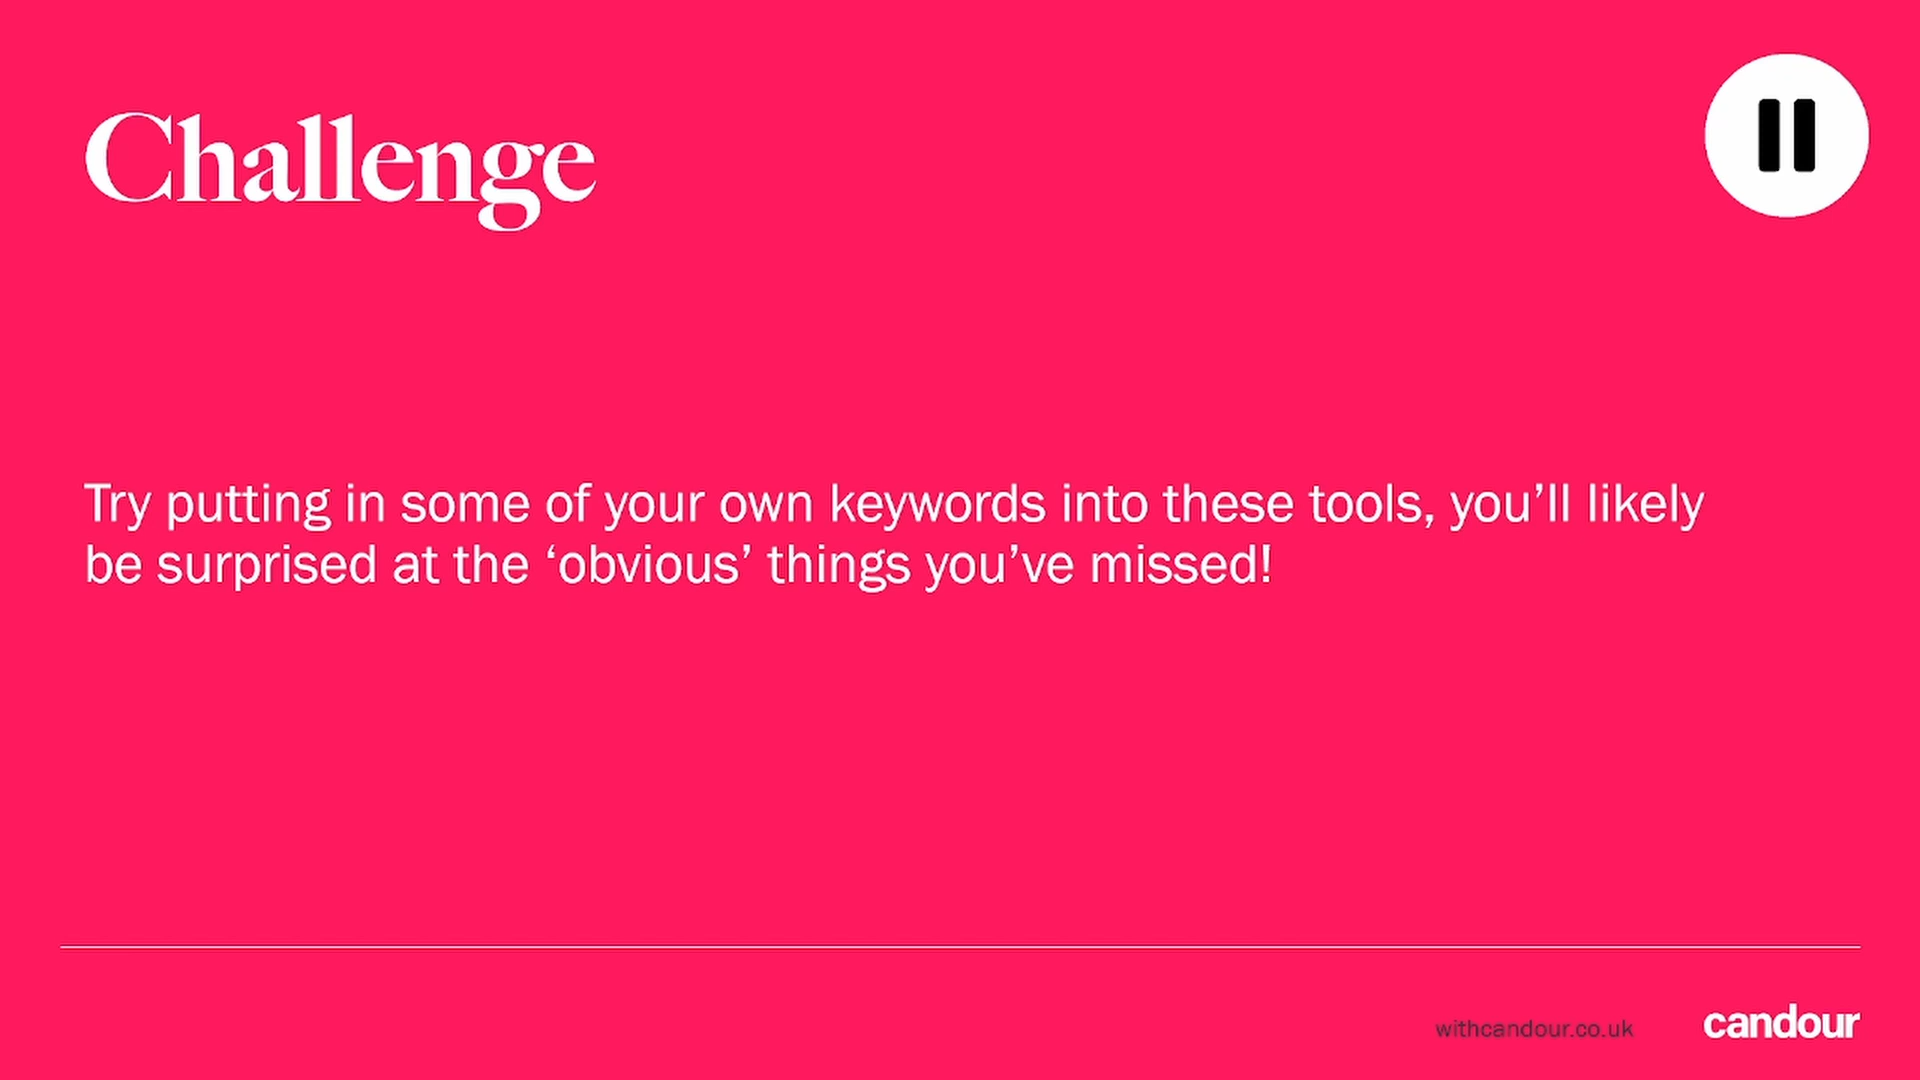 Challenge
Try putting in some of your own keywords into these tools, you’ll likely
be surprised at the ‘obvious’ things you’ve missed!
withcandour.co.uk
candour